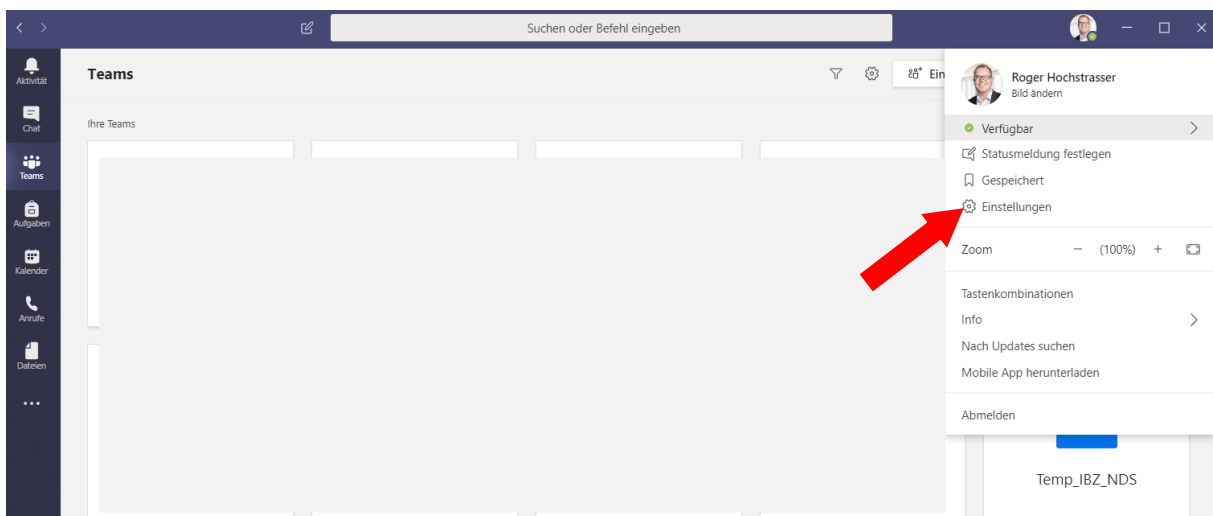 Suchen oder Befehl eingeben
Aktivität
Chat
Teams
Aufgaben
Kalender
Anrufe
Dateien
Teams
Ein
Ihre Teams
Roger Hochstrasser
Bild ändern
Verfügbar
Statusmeldung festlegen
Gespeichert
Einstellungen
Zoom − (100%) +
Tastenkombinationen
Info
Nach Updates suchen
Mobile App herunterladen
Abmelden
Temp_IBZ_NDS